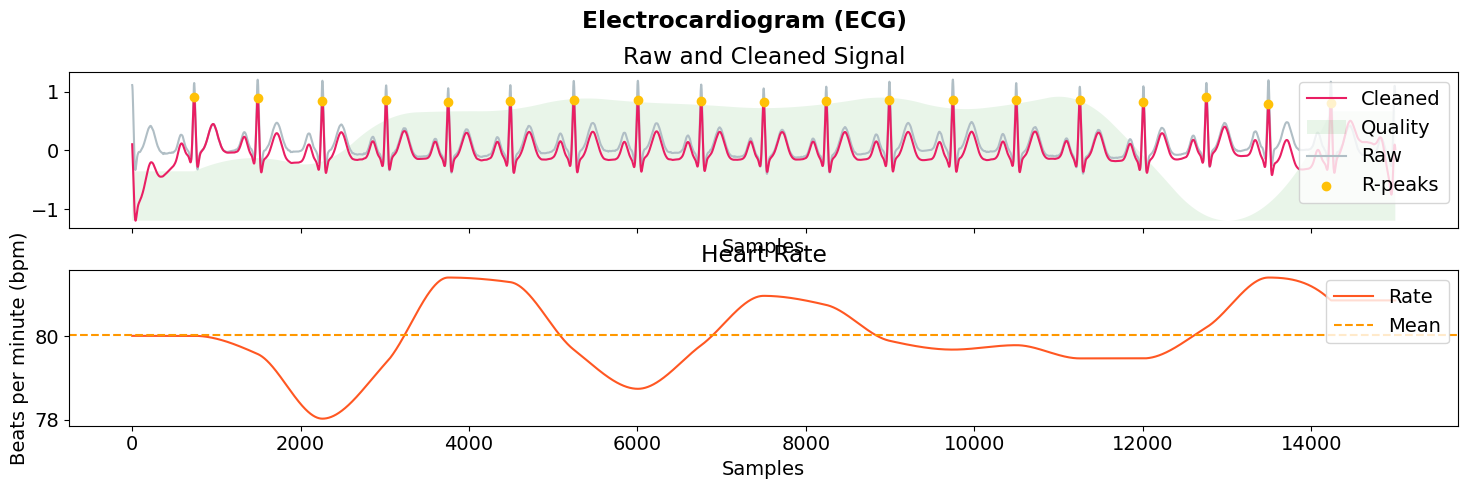 Electrocardiogram (ECG)
Raw and Cleaned Signal
1
0
−1
Cleaned
Quality
Raw
R-peaks
Samples
Heart Rate
Beats per minute (bpm)
80
78
Rate
Mean
0 2000 4000 6000 8000 10000 12000 14000
Samples